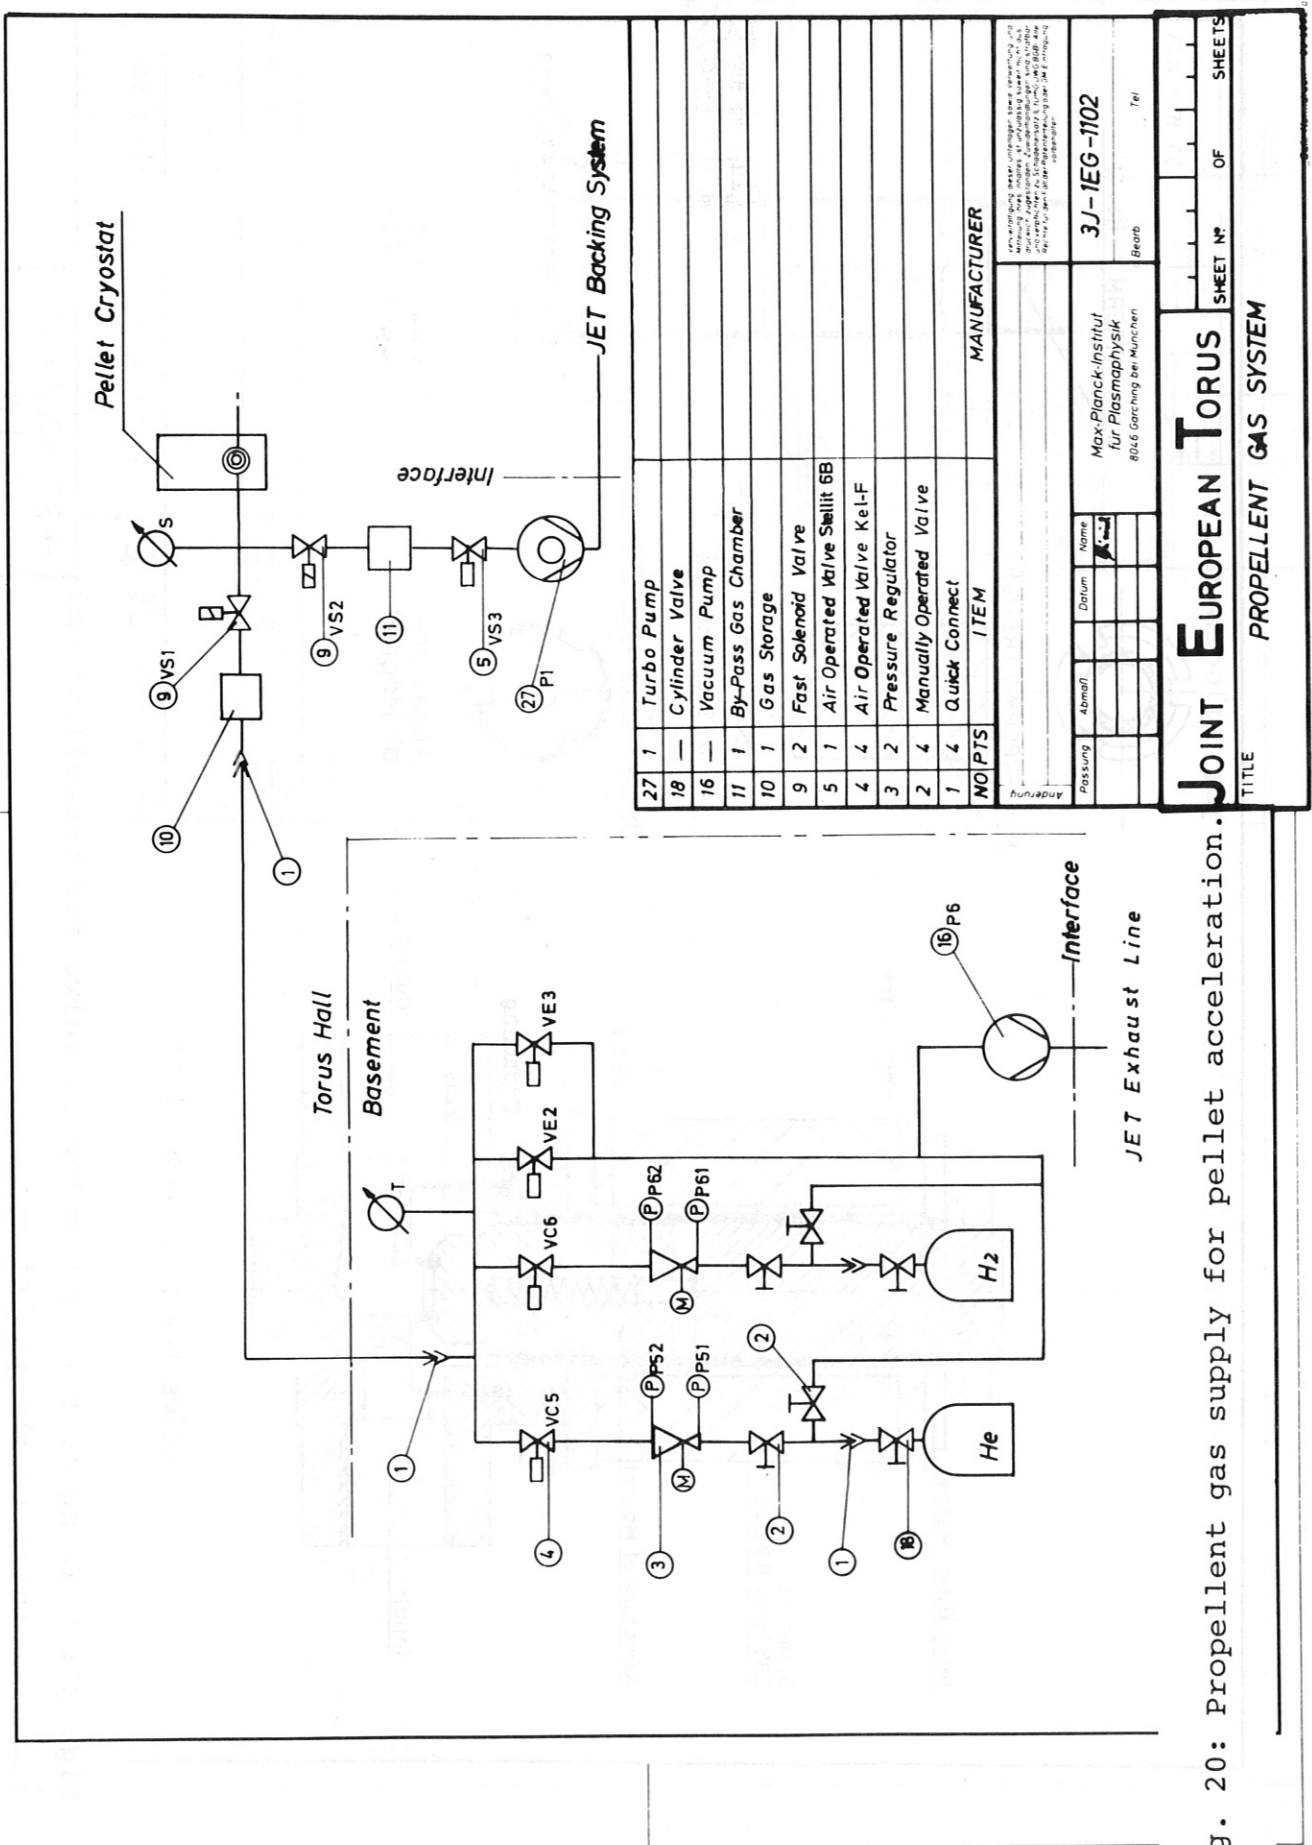 Pellet Cryostat
S
9 VS1
10
1
9 VS2
11
5 VS3
27 P1
Interface
JET Backing System
Torus Hall
Basement
T
1
VC5
4
VC6
VE2
VE3
P P52
P P51
M
3
P P62
P P61
M
2
2
1
18
He
H2
16 P6
Interface
JET Exhaust Line
27 1 Turbo Pump
18 — Cylinder Valve
16 — Vacuum Pump
11 1 By-Pass Gas Chamber
10 1 Gas Storage
9 2 Fast Solenoid Valve
5 1 Air Operated Valve Stellit 6B
4 4 Air Operated Valve Kel-F
3 2 Pressure Regulator
2 4 Manually Operated Valve
1 4 Quick Connect
NO PTS ITEM MANUFACTURER
Änderung
Passung Abmaß Datum Name
Max-Planck-Institut
für Plasmaphysik
8046 Garching bei München
3J-1EG-1102
Bearb Tel
JOINT EUROPEAN TORUS
SHEET Nº OF SHEETS
TITLE
PROPELLENT GAS SYSTEM
g. 20: Propellent gas supply for pellet acceleration.